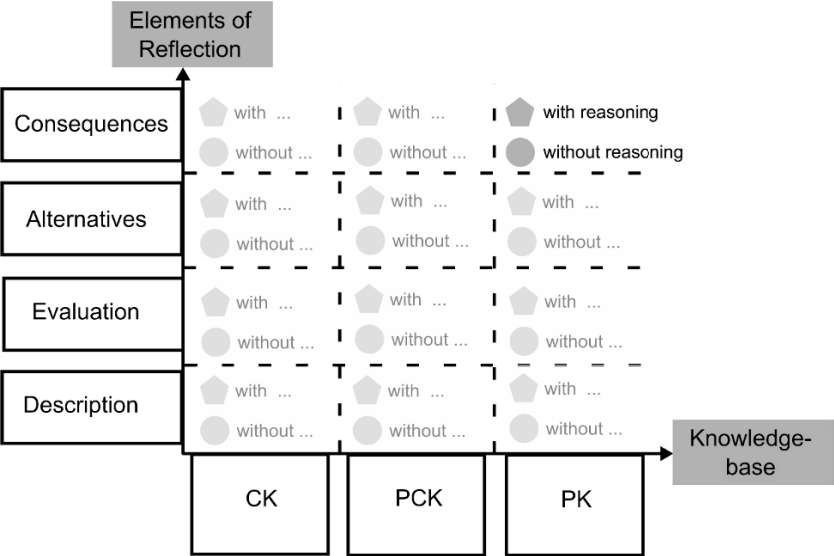 Elements of
Reflection
Consequences
with ...
with ...
with reasoning
without ...
without ...
without reasoning
Alternatives
with ...
with ...
with ...
without ...
without ...
without ...
Evaluation
with ...
with ...
with ...
without ...
without ...
without ...
Description
with ...
with ...
with ...
without ...
without ...
without ...
Knowledge-
base
CK
PCK
PK